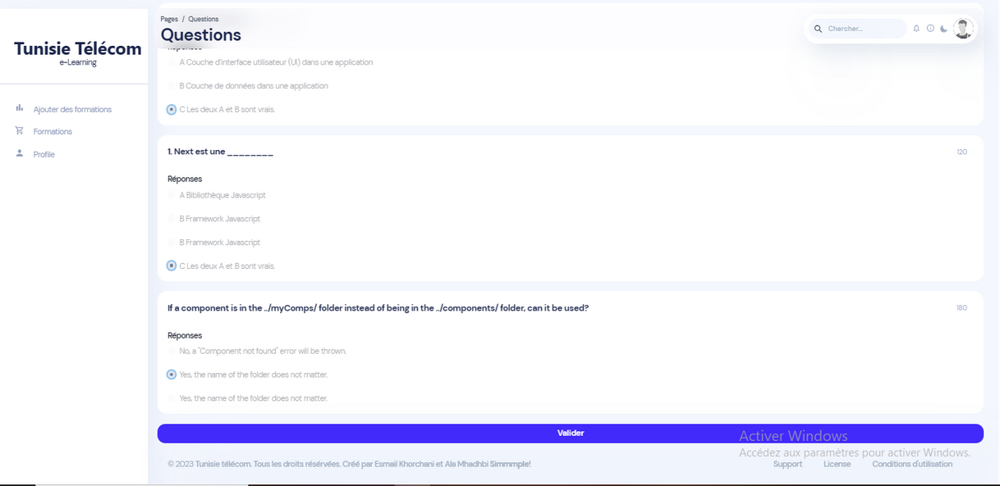 Pages / Questions
Questions
Chercher...
Tunisie Télécom
e-Learning
Ajouter des formations
Formations
Profile
Réponses
A Couche d'interface utilisateur (UI) dans une application
B Couche de données dans une application
C Les deux A et B sont vrais.
1. Next est une ________
120
Réponses
A Bibliothèque Javascript
B Framework Javascript
B Framework Javascript
C Les deux A et B sont vrais.
If a component is in the ../myComps/ folder instead of being in the ../components/ folder, can it be used?
180
Réponses
No, a "Component not found" error will be thrown.
Yes, the name of the folder does not matter.
Yes, the name of the folder does not matter.
Valider
Activer Windows
Accédez aux paramètres pour activer Windows.
© 2023 Tunisie télécom. Tous les droits résérvées. Créé par Esmail Khorchani et Ala Mhadhbi Simmmple!
Support License Conditions d'utilisation